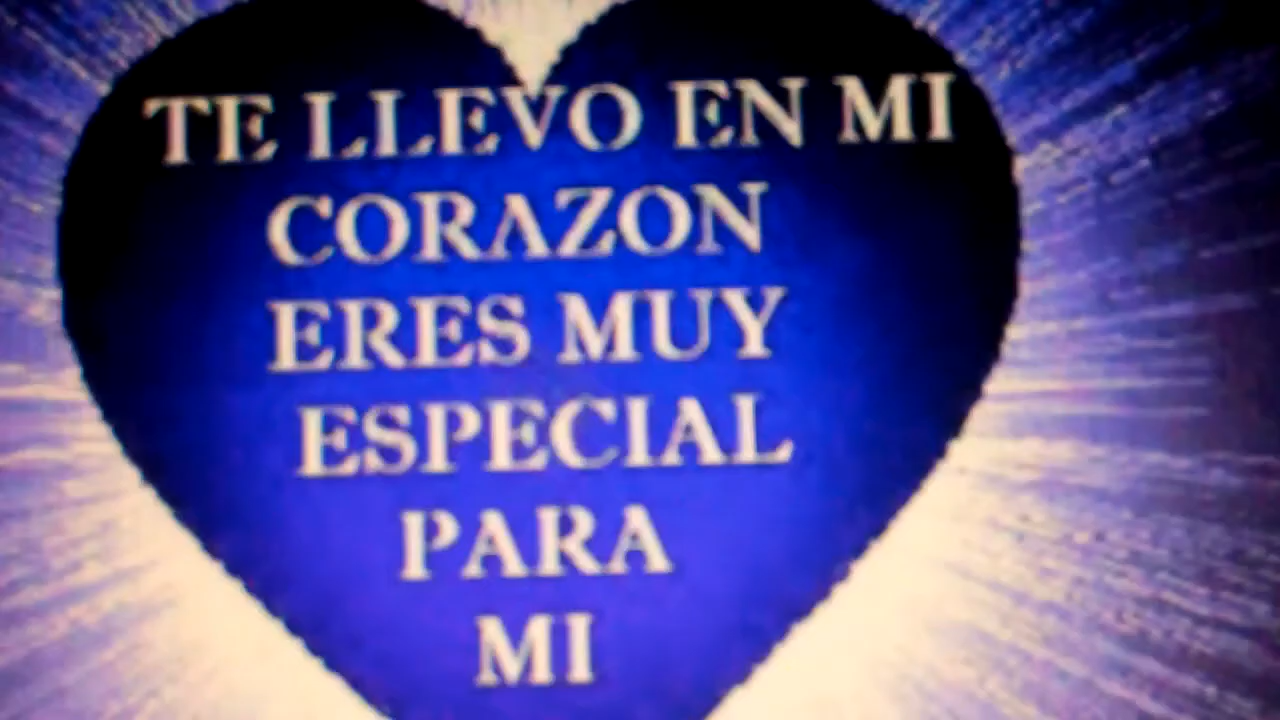 TE LLEVO EN MI
CORAZON
ERES MUY
ESPECIAL
PARA
MI